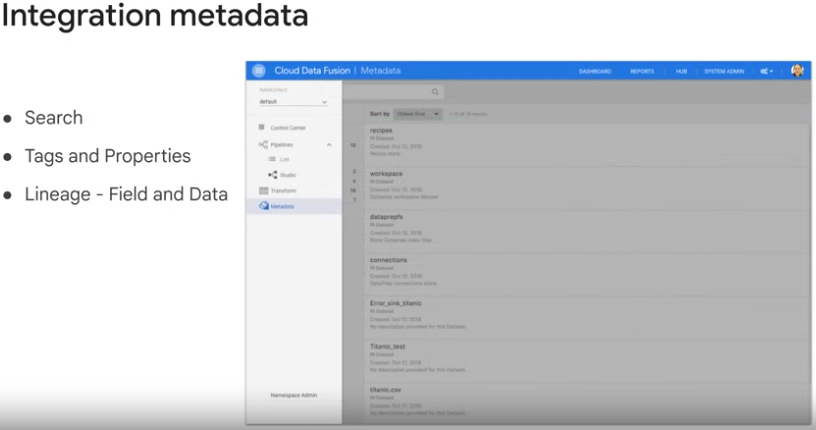 Integration metadata
• Search
• Tags and Properties
• Lineage - Field and Data
Cloud Data Fusion | Metadata
DASHBOARD
REPORTS
HUB
SYSTEM ADMIN
NAMESPACE
default
Control Center
Pipelines
List
Studio
Transform
Metadata
Namespace Admin
Sort by
Oldest first
recipes
Dataset
Created: Oct 12, 2018
Recipe store.
workspace
Dataset
Created: Oct 12, 2018
Dataprep workspace dataset
dataprepfs
Dataset
Created: Oct 12, 2018
Store Dataprep Index files
connections
Dataset
Created: Oct 12, 2018
DataPrep connections store.
Error_sink_titanic
Dataset
Created: Oct 17, 2018
No description provided for this Dataset.
Titanic_test
Dataset
Created: Oct 17, 2018
No description provided for this Dataset.
titanic.csv
Dataset
Created: Oct 17, 2018
No description provided for this Dataset.